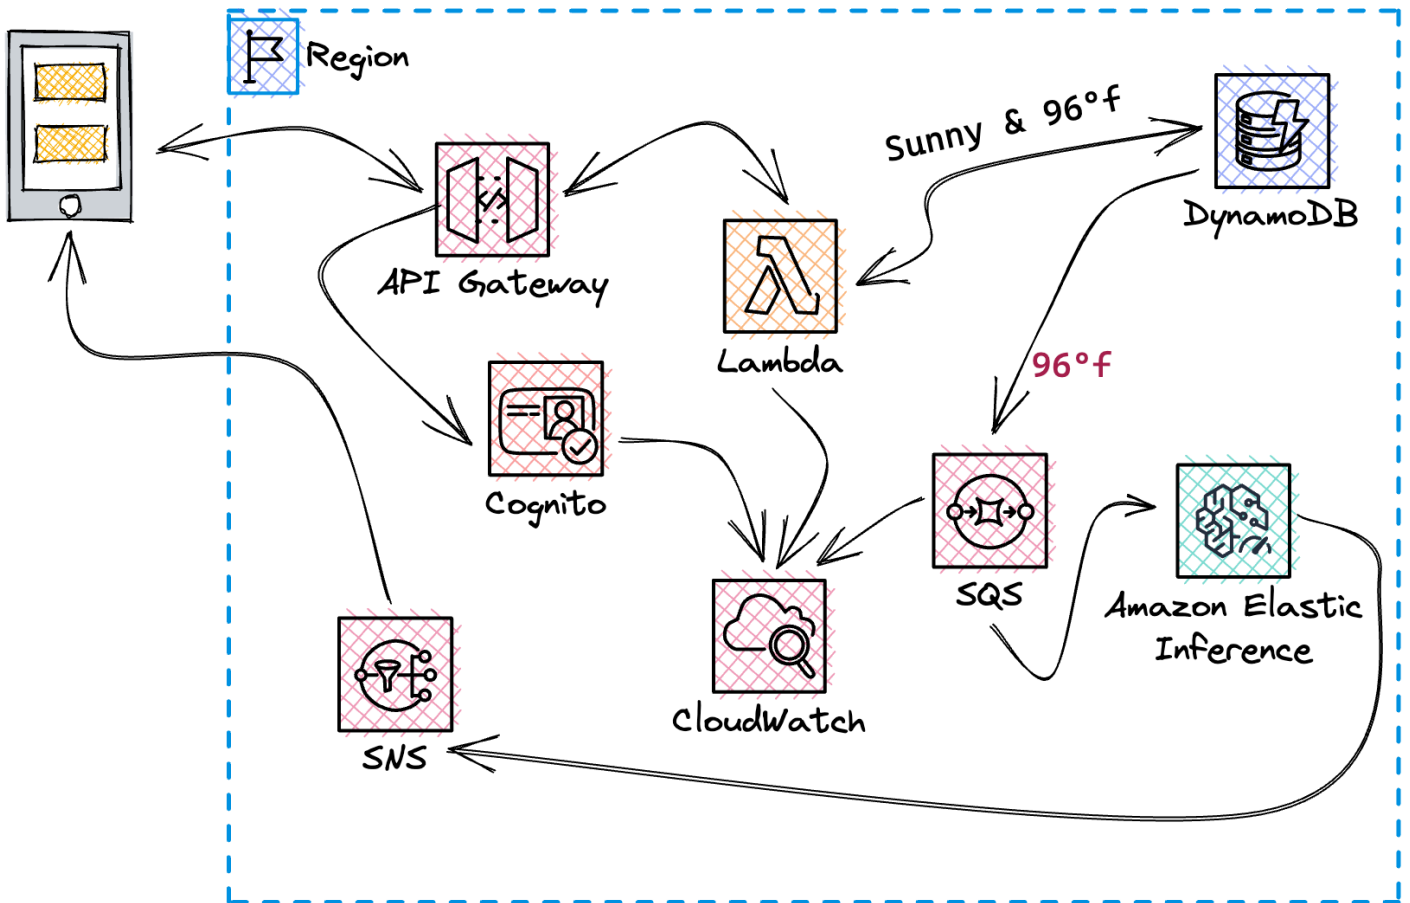 Region
Sunny & 96°f
DynamoDB
API Gateway
Lambda
96°f
Cognito
SQS
Amazon Elastic
Inference
CloudWatch
SNS